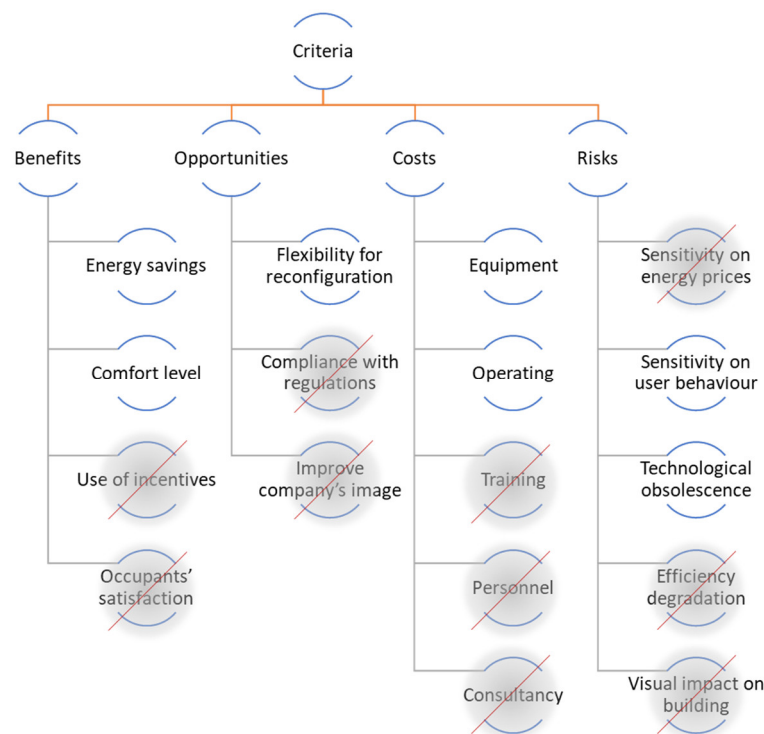 Criteria
Benefits
Opportunities
Costs
Risks
Energy savings
Comfort level
Use of incentives
Occupants'
satisfaction
Flexibility for
reconfiguration
Compliance with
regulations
Improve
company's image
Equipment
Operating
Training
Personnel
Consultancy
Sensitivity on
energy prices
Sensitivity on
user behaviour
Technological
obsolescence
Efficiency
degradation
Visual impact on
building